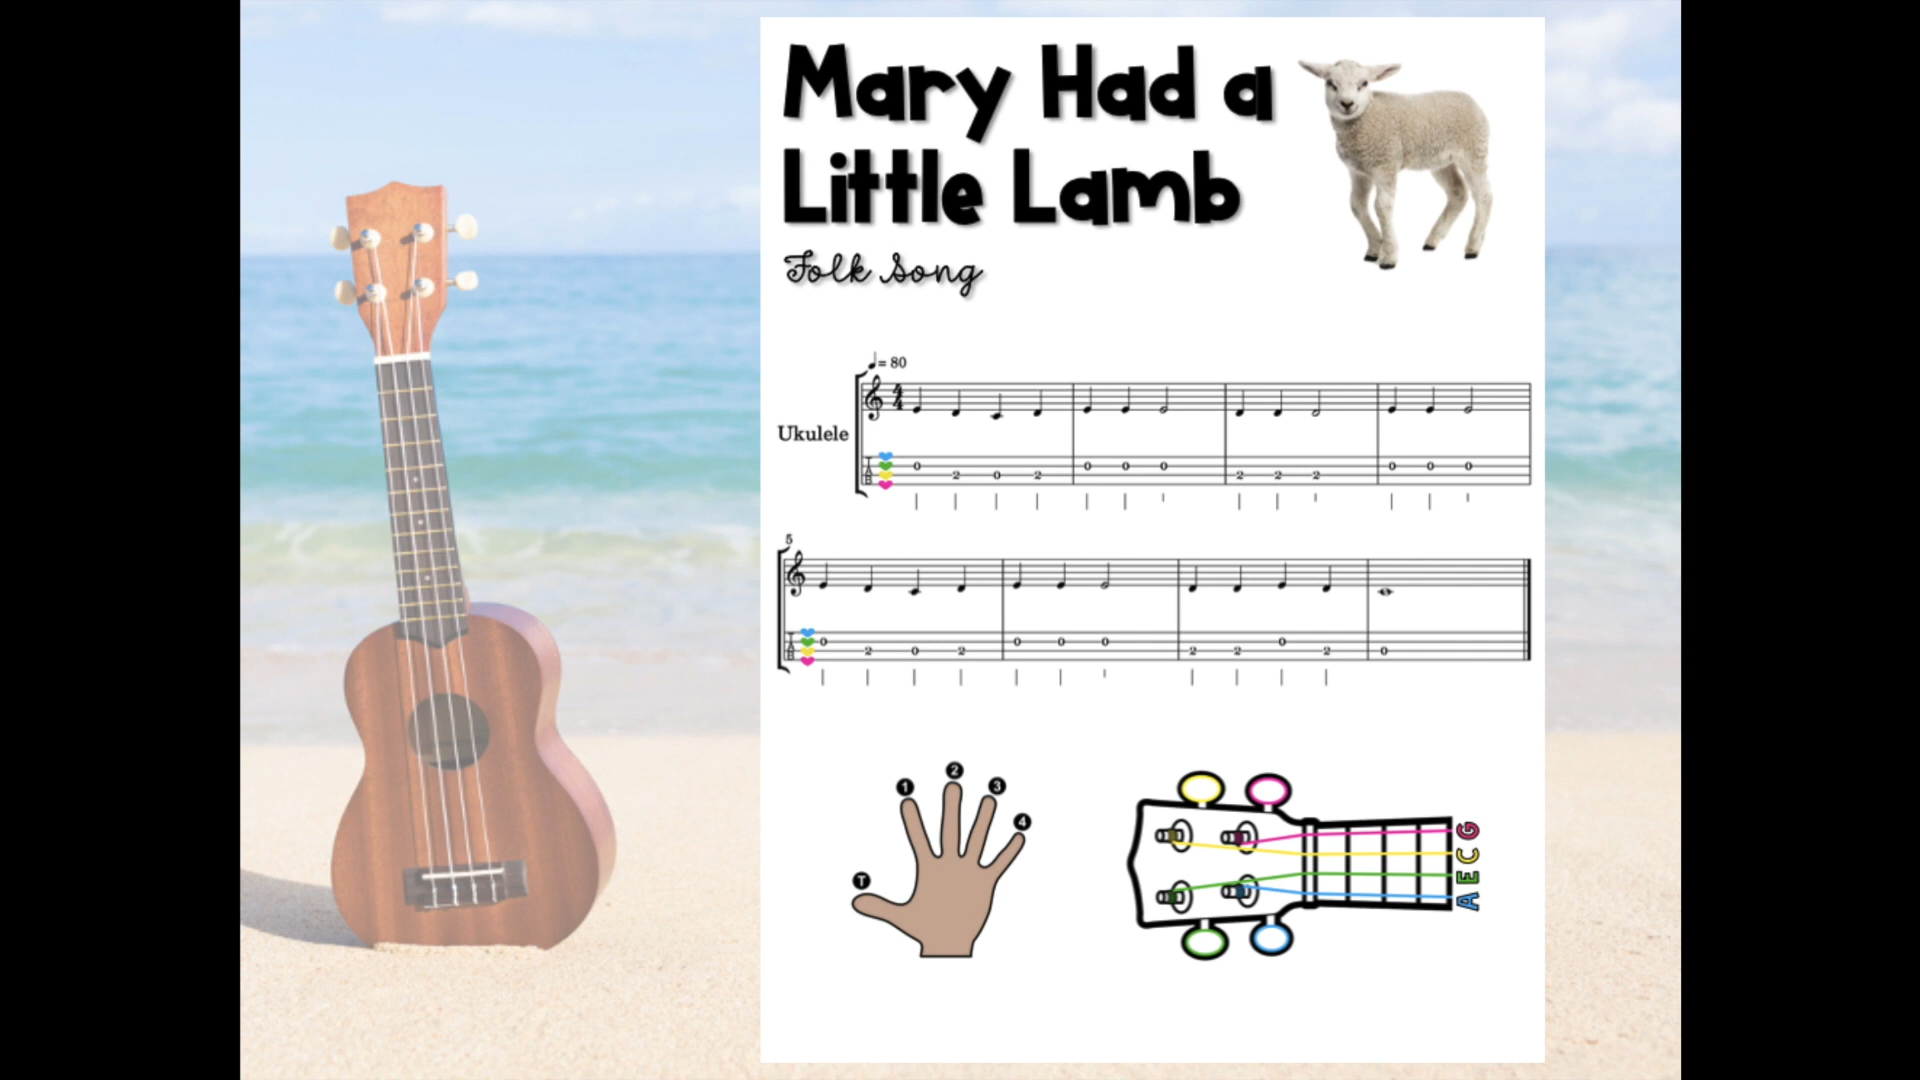 Mary Had a
Little Lamb
Folk Song
= 80
4
4
Ukulele
TAB
0 2 0 2 0 0 0 2 2 2 0 0 0
5
TAB
0 2 0 2 0 0 0 2 2 0 2 0
1 2 3 4
T
G
C
E
A